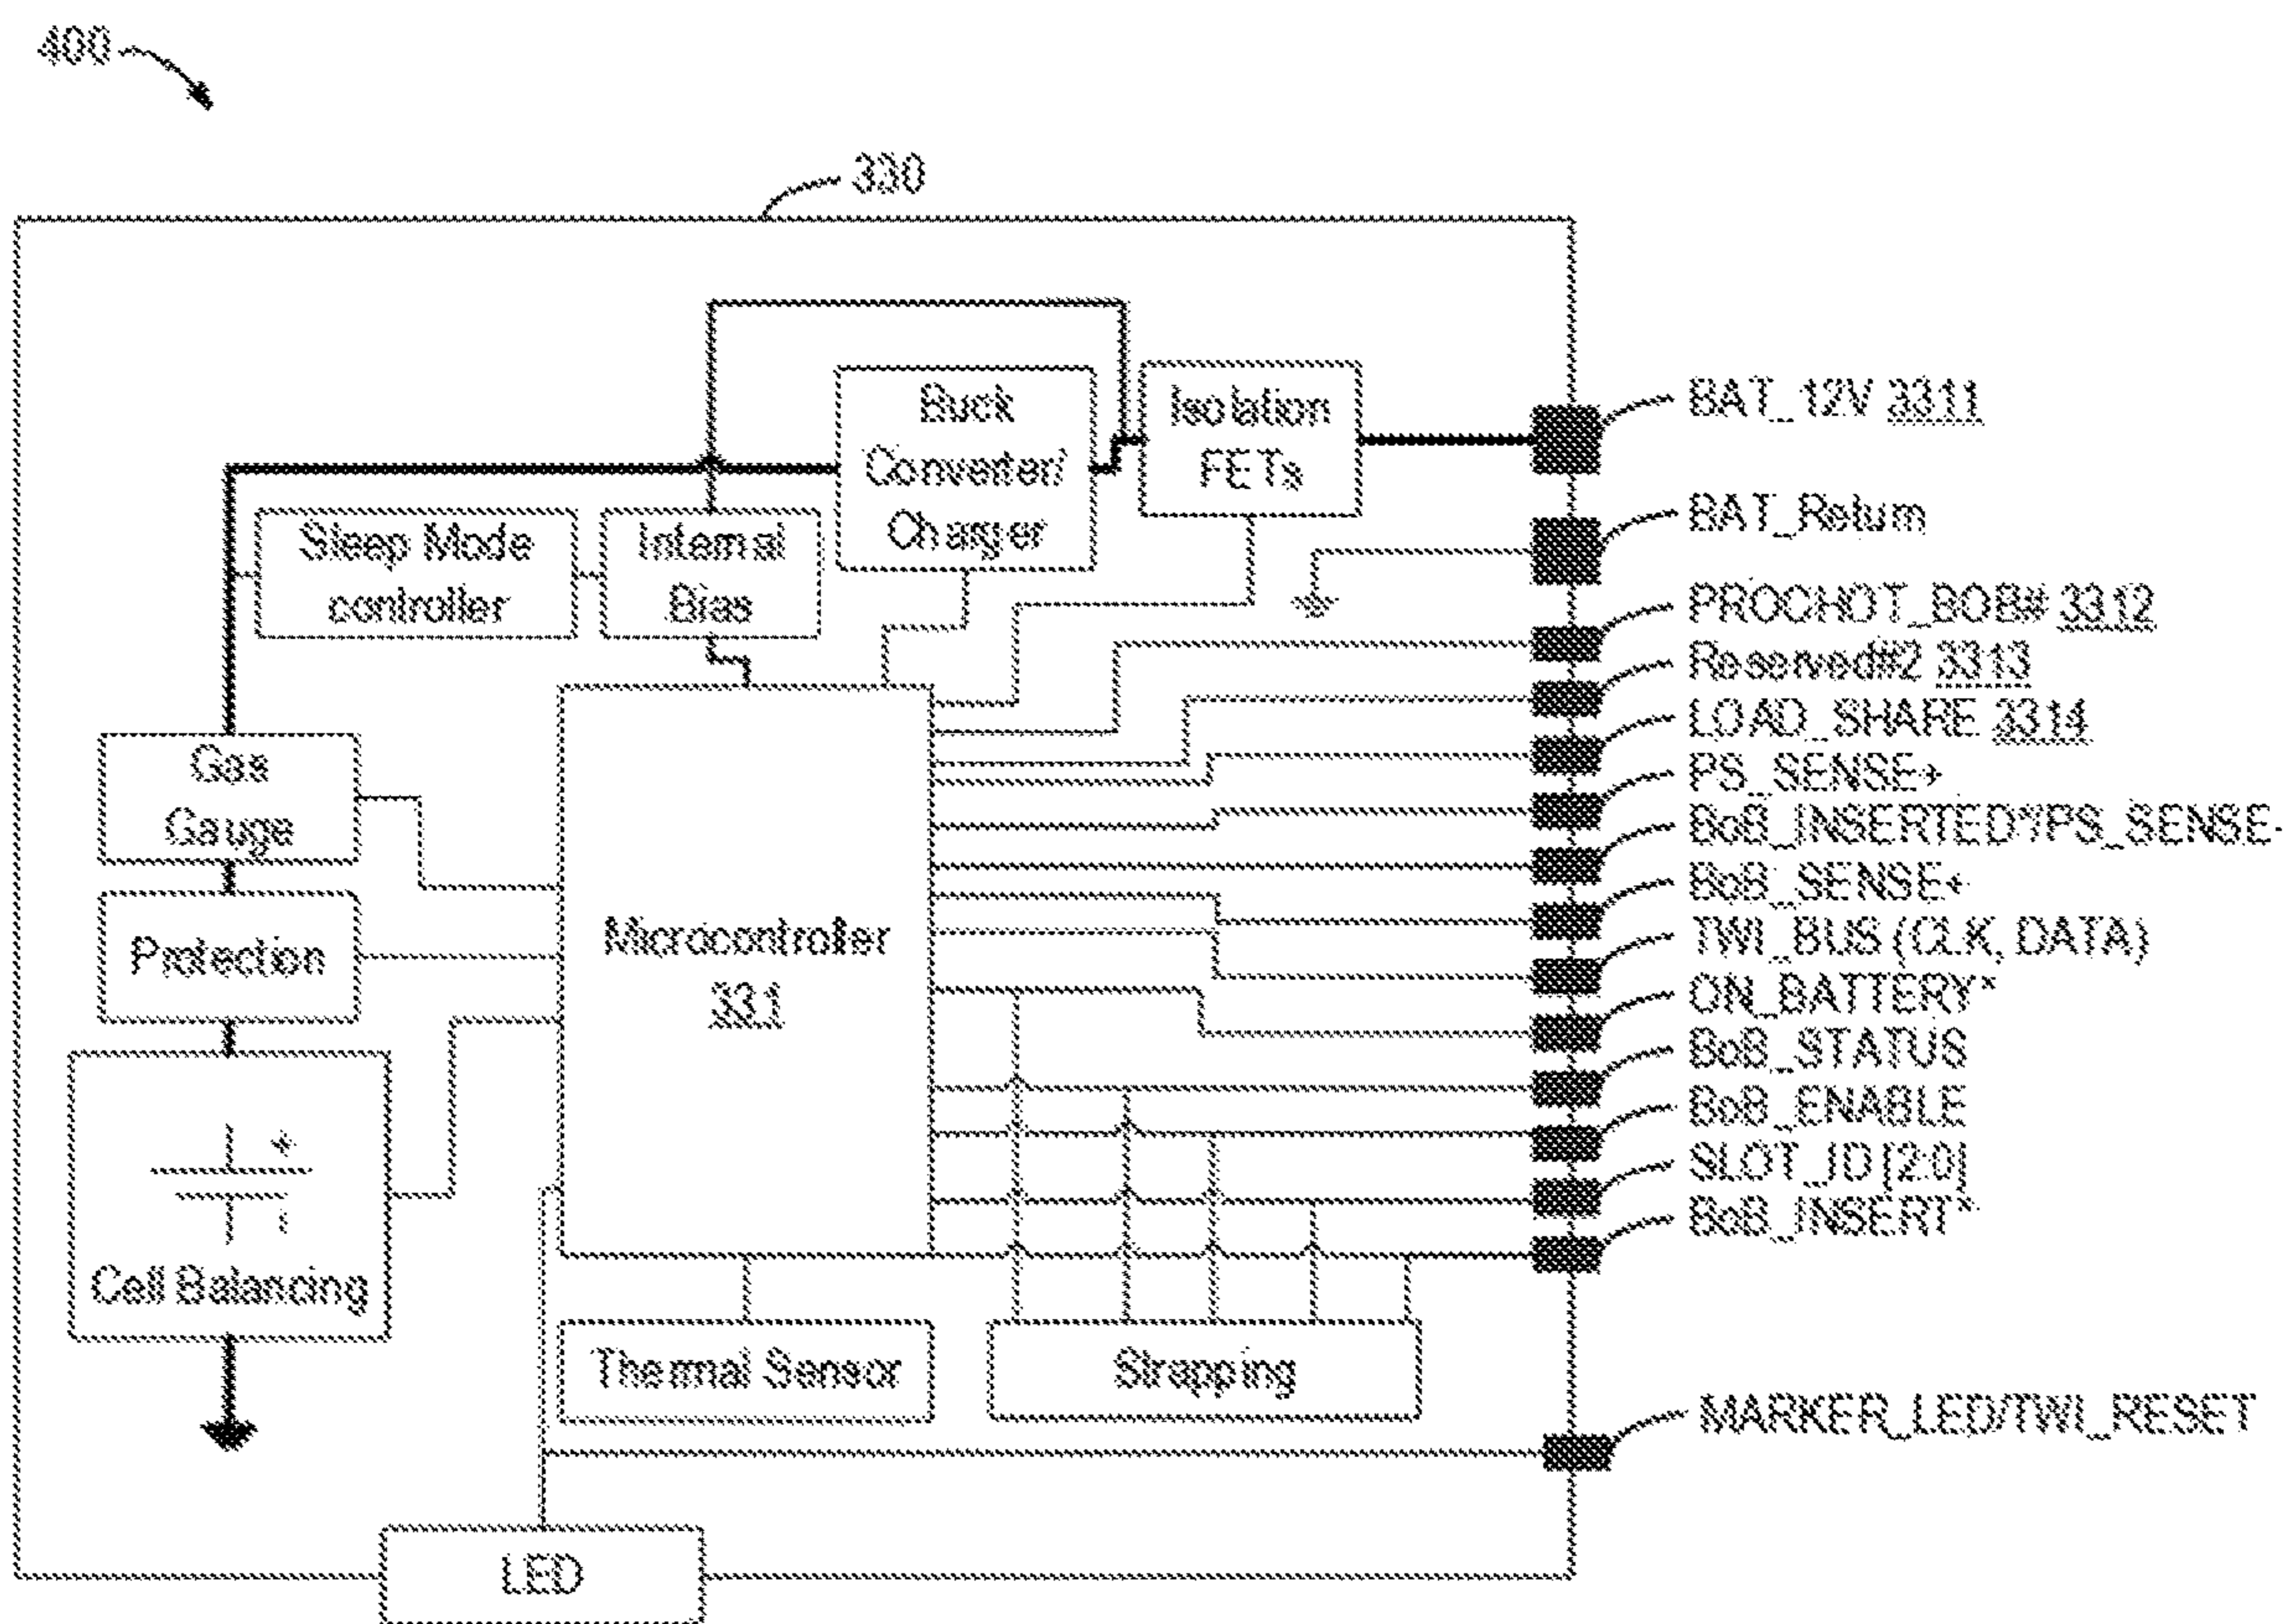 400
330
Buck
Converter/
Charger
Isolation
FETs
BAT_12V 3311
BAT_Return
Sleep Mode
controller
Internal
Bias
PROCHOT_BOB# 3312
Reserved#2 3313
LOAD_SHARE 3314
PS_SENSE+
BoB_INSERTED*/PS_SENSE-
BoB_SENSE+
TWI_BUS (CLK, DATA)
ON_BATTERY*
BoB_STATUS
BoB_ENABLE
SLOT_ID [2:0]
BoB_INSERT*
Gas
Gauge
Protection
Microcontroller
331
+
-
Cell Balancing
Thermal Sensor
Strapping
MARKER_LED/TWI_RESET
LED